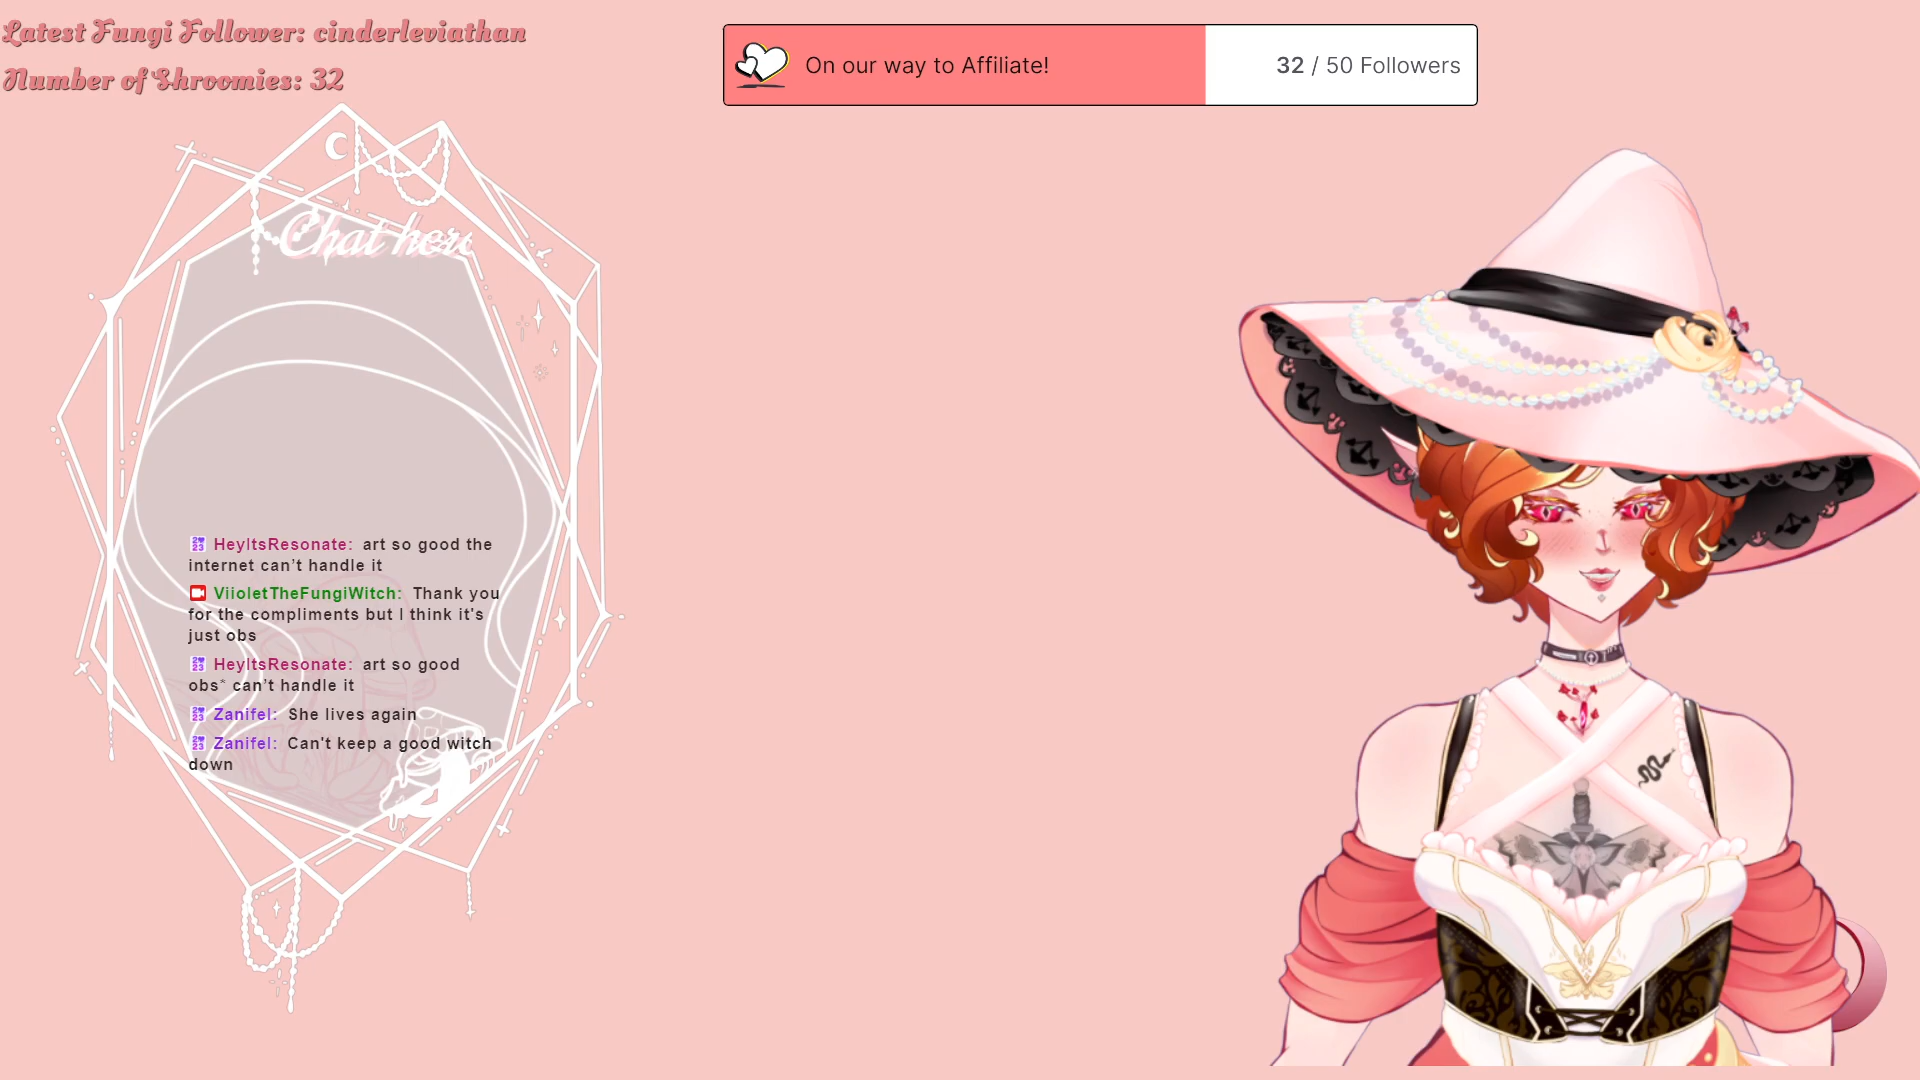 Latest Fungi Follower: cinderleviathan
Number of Shroomies: 32
On our way to Affiliate!
32 / 50 Followers
Chat here
HeyItsResonate: art so good the
internet can't handle it
ViioletTheFungiWitch: Thank you
for the compliments but I think it's
just obs
HeyItsResonate: art so good
obs* can't handle it
Zanifel: She lives again
Zanifel: Can't keep a good witch
down